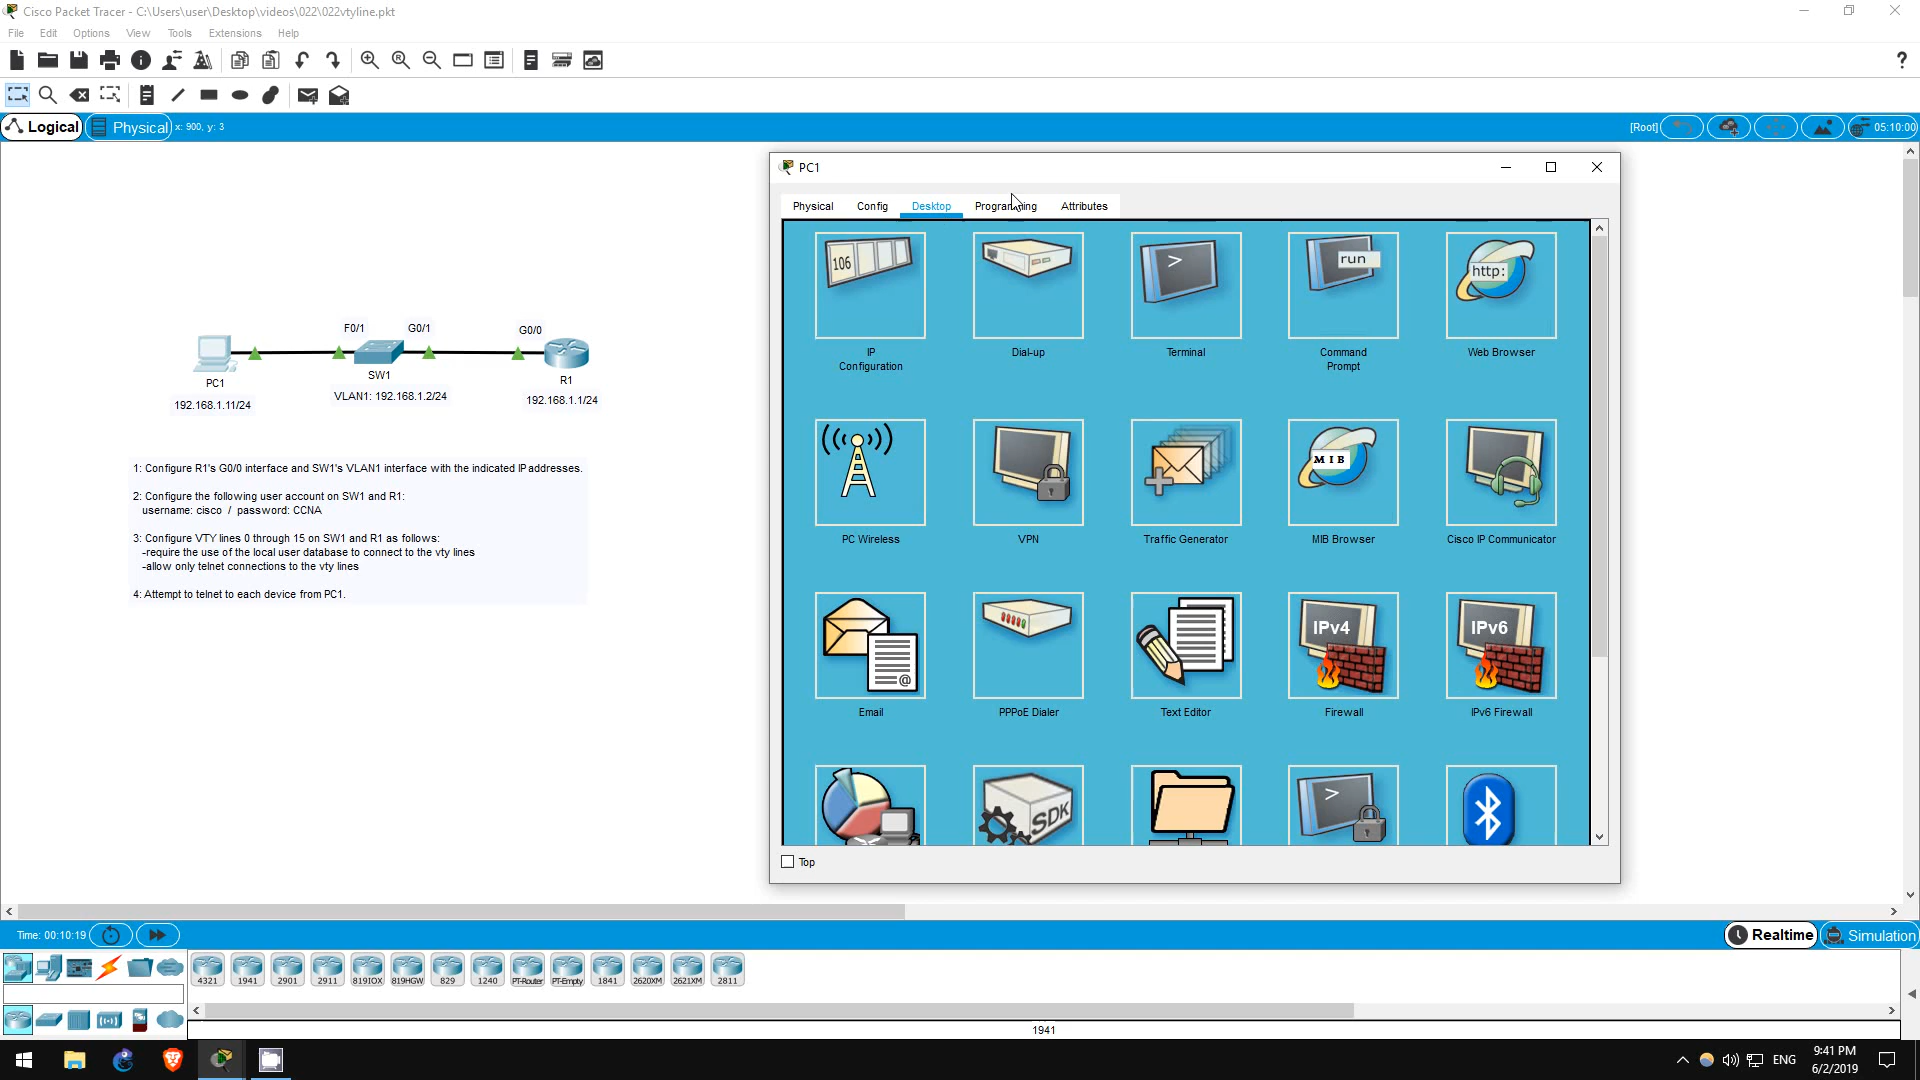 Cisco Packet Tracer - C:\Users\user\Desktop\videos\022\022vtyline.pkt
File Edit Options View Tools Extensions Help
Logical Physical x: 900, y: 3 [Root] 05:10:00
PC1
Physical Config Desktop Programming Attributes
106 > run http:
IP Configuration
Dial-up
Terminal
Command Prompt
Web Browser
F0/1 G0/1 G0/0
PC1 SW1 R1
192.168.1.11/24 VLAN1: 192.168.1.2/24 192.168.1.1/24
MIB
PC Wireless VPN Traffic Generator MIB Browser Cisco IP Communicator
1: Configure R1's G0/0 interface and SW1's VLAN1 interface with the indicated IP addresses.
2: Configure the following user account on SW1 and R1:
username: cisco / password: CCNA
3: Configure VTY lines 0 through 15 on SW1 and R1 as follows:
-require the use of the local user database to connect to the vty lines
-allow only telnet connections to the vty lines
4: Attempt to telnet to each device from PC1.
@ IPv4 IPv6
Email PPPoE Dialer Text Editor Firewall IPv6 Firewall
SDK >
Top
Time: 00:10:19 Realtime Simulation
4321 1941 2901 2911 819IOX 819HGW 829 1240 PT-Router PT-Empty 1841 2620XM 2621XM 2811
1941
ENG
9:41 PM
6/2/2019